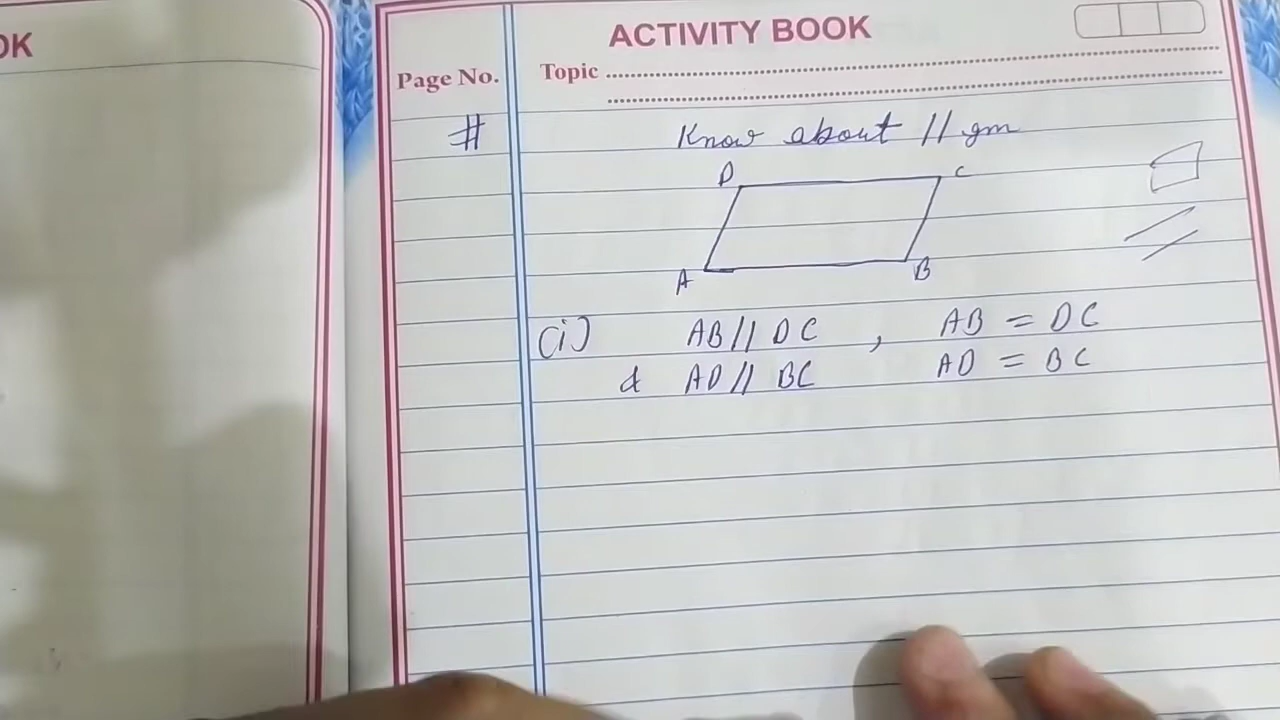 OK
ACTIVITY BOOK
Page No.
Topic
# Know about // gm
D C
A B
(i) AB // DC , AB = DC
& AD // BC AD = BC